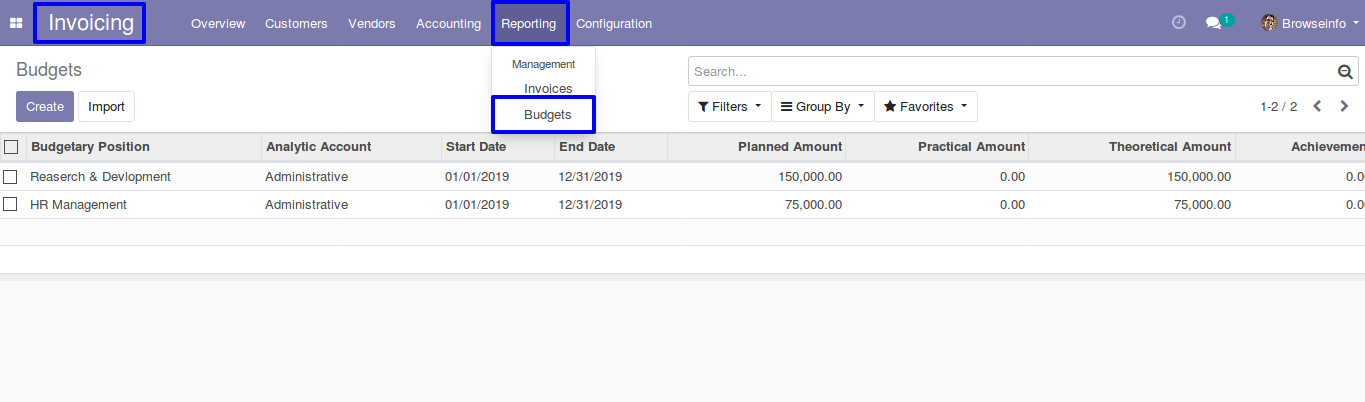 Invoicing Overview Customers Vendors Accounting Reporting Configuration 1 Browseinfo
Budgets Management Search...
Invoices
Create Import Budgets Filters Group By Favorites 1-2 / 2
Budgetary Position Analytic Account Start Date End Date Planned Amount Practical Amount Theoretical Amount Achievemen
Reaserch & Devlopment Administrative 01/01/2019 12/31/2019 150,000.00 0.00 150,000.00 0.0
HR Management Administrative 01/01/2019 12/31/2019 75,000.00 0.00 75,000.00 0.0